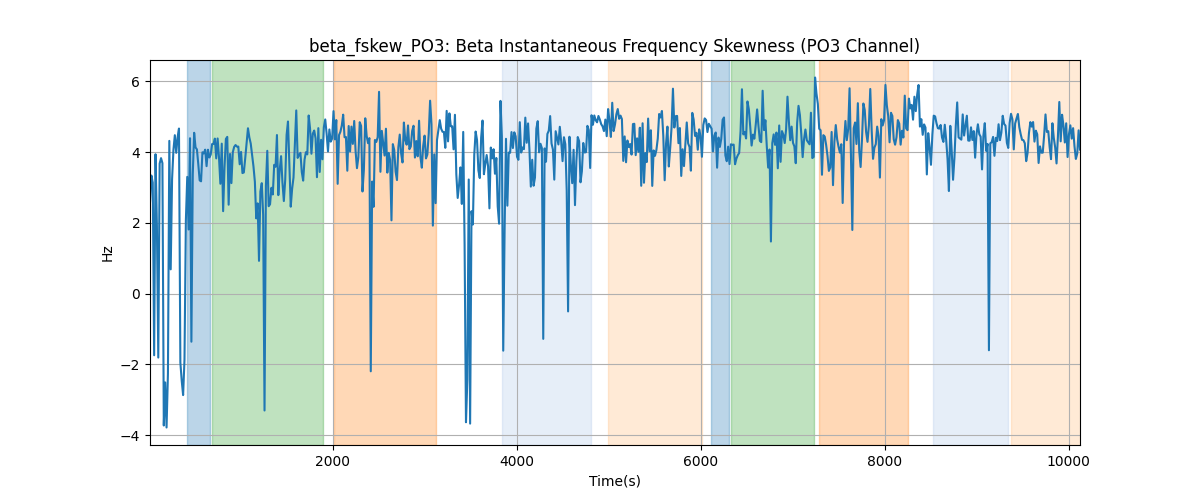 beta_fskew_PO3: Beta Instantaneous Frequency Skewness (PO3 Channel)
6
4
2
0
−2
−4
Hz
2000 4000 6000 8000 10000
Time(s)